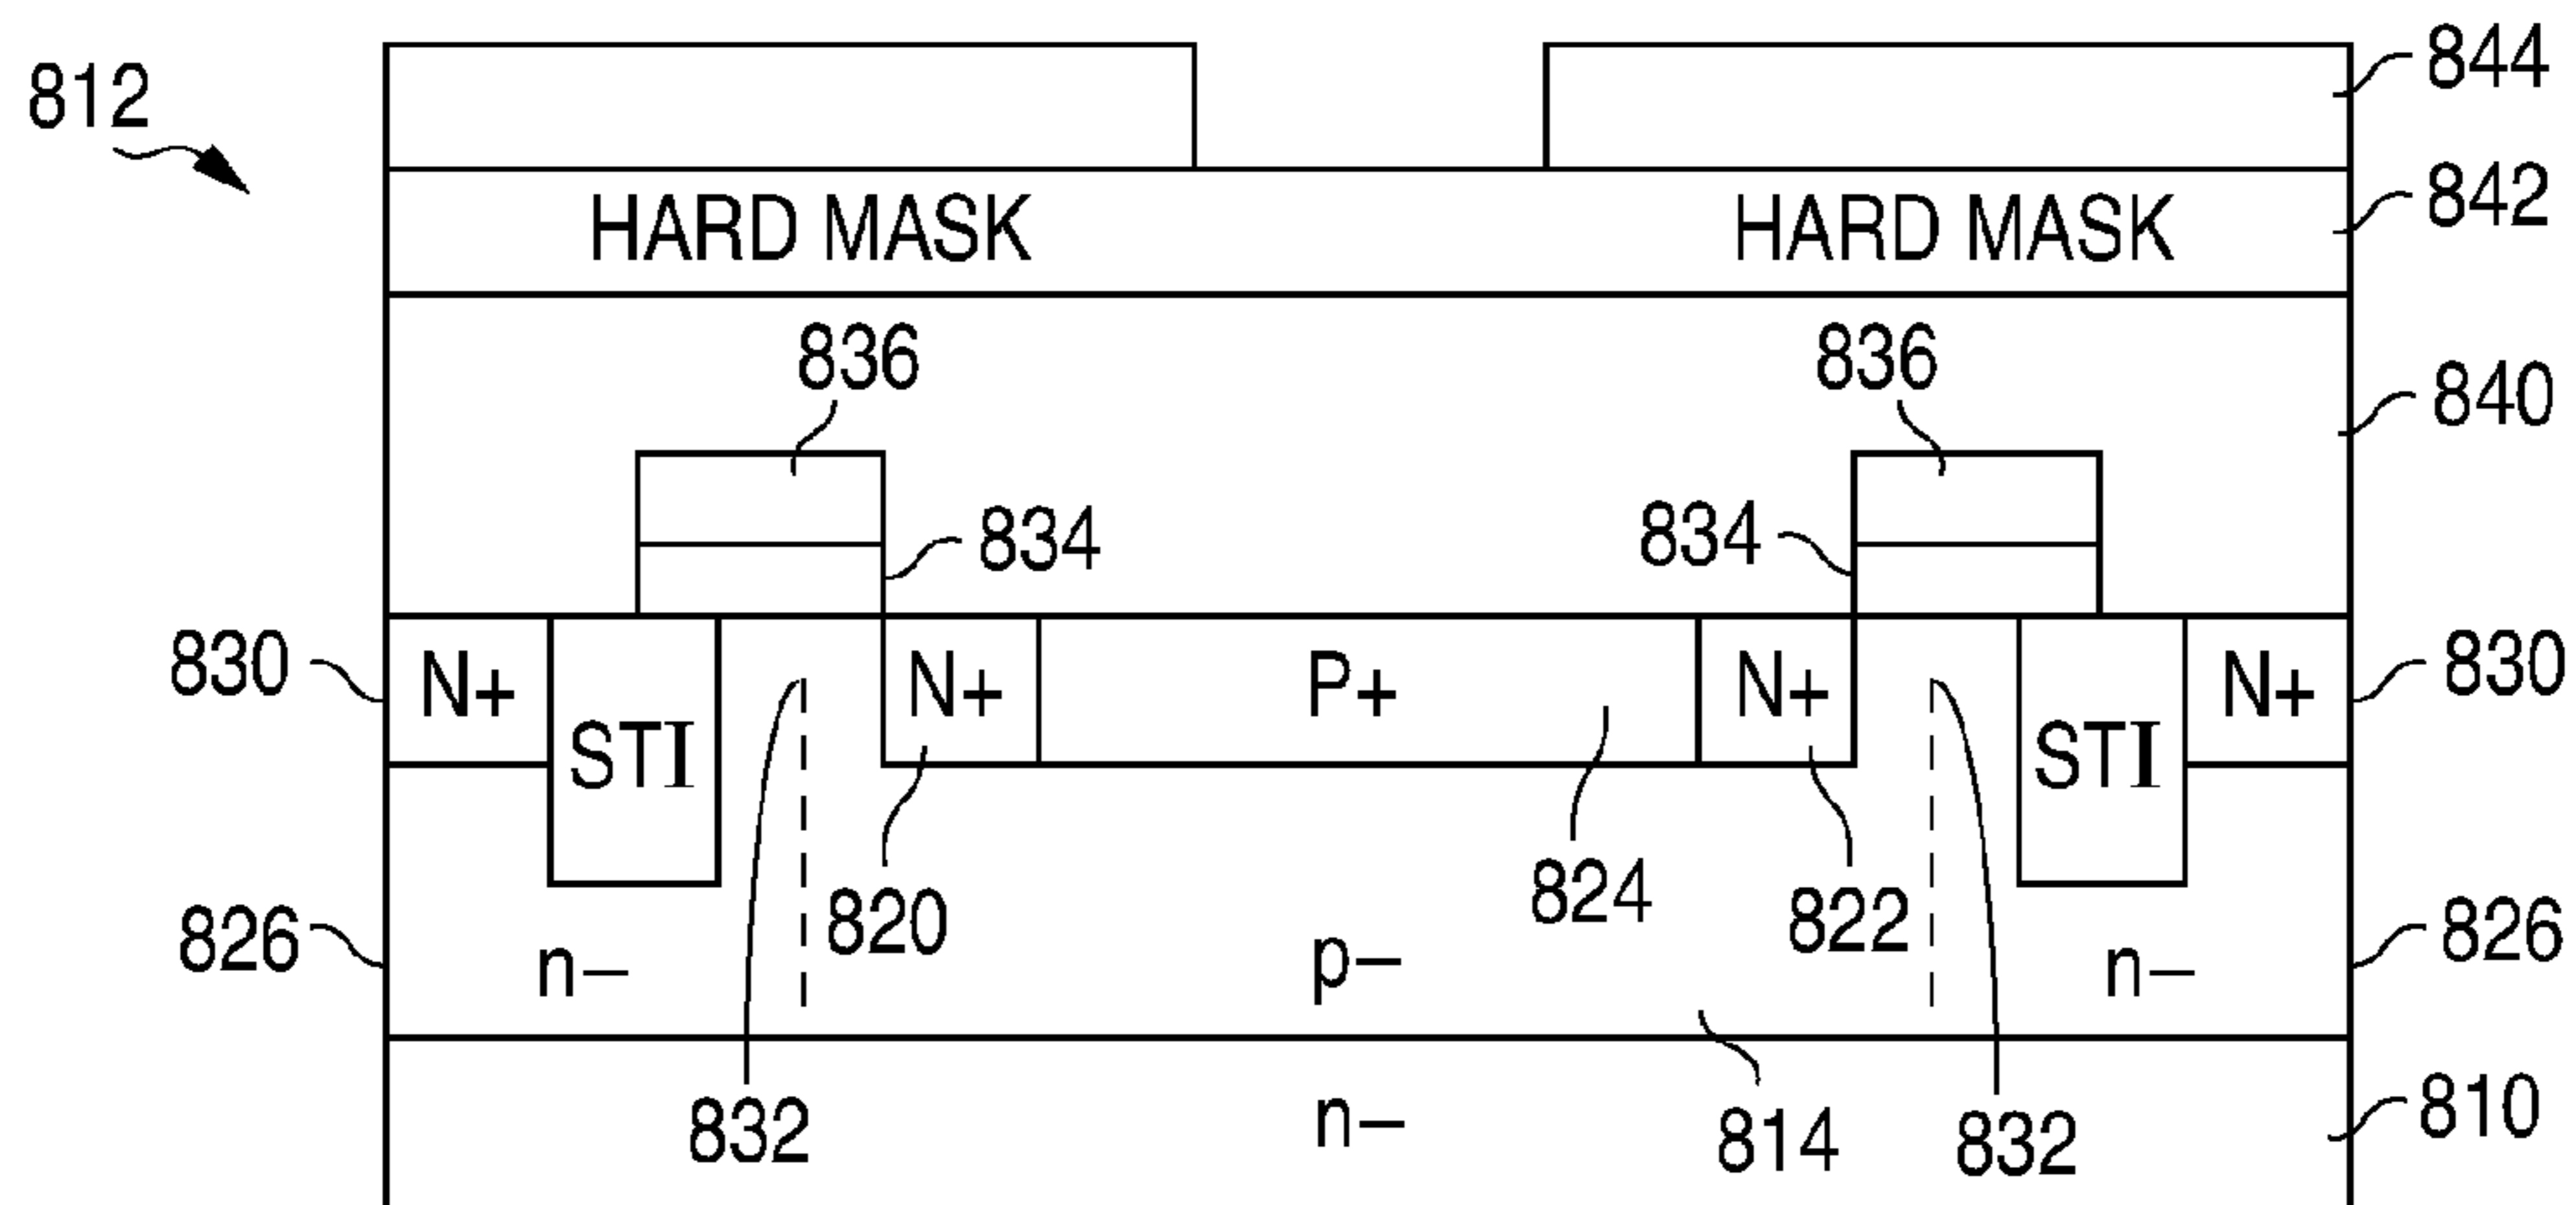 844
812
HARD MASK HARD MASK 842
836 836 840
834 834
830 N+ STI N+ P+ N+ STI N+ 830
820 824 822
826 n– p– n– 826
832 n– 814 832 810